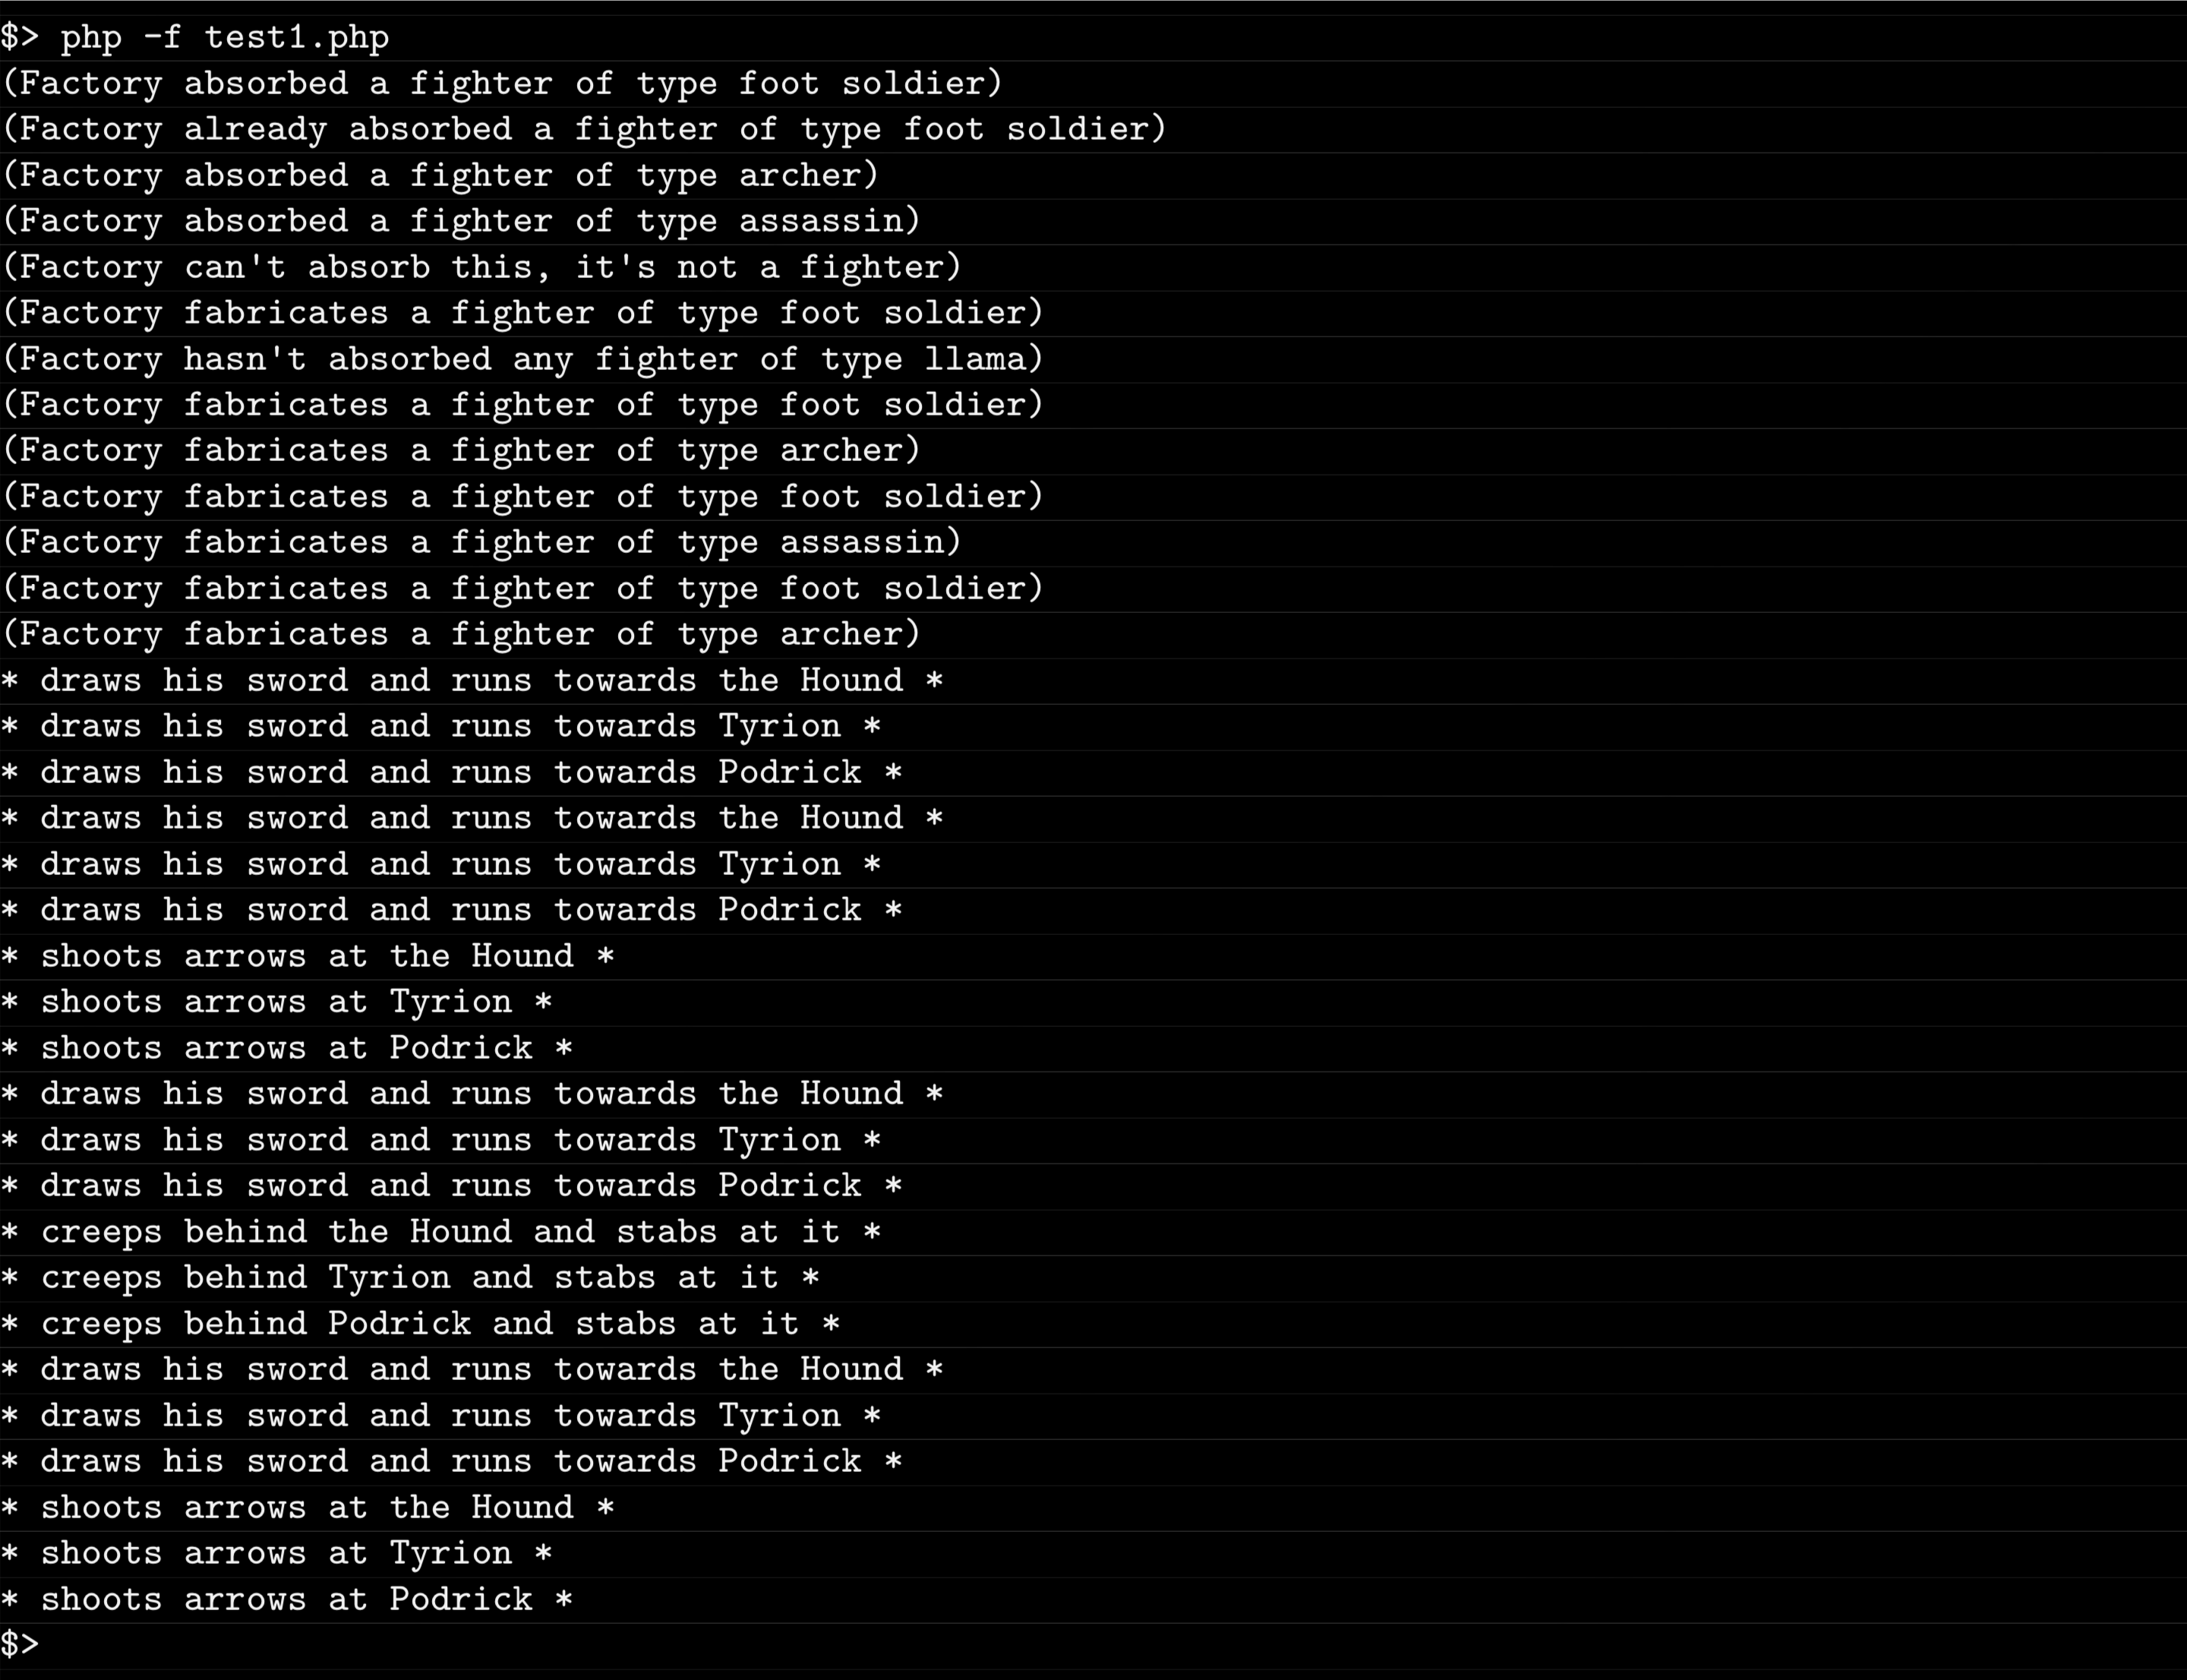 $> php -f test1.php
(Factory absorbed a fighter of type foot soldier)
(Factory already absorbed a fighter of type foot soldier)
(Factory absorbed a fighter of type archer)
(Factory absorbed a fighter of type assassin)
(Factory can't absorb this, it's not a fighter)
(Factory fabricates a fighter of type foot soldier)
(Factory hasn't absorbed any fighter of type llama)
(Factory fabricates a fighter of type foot soldier)
(Factory fabricates a fighter of type archer)
(Factory fabricates a fighter of type foot soldier)
(Factory fabricates a fighter of type assassin)
(Factory fabricates a fighter of type foot soldier)
(Factory fabricates a fighter of type archer)
* draws his sword and runs towards the Hound *
* draws his sword and runs towards Tyrion *
* draws his sword and runs towards Podrick *
* draws his sword and runs towards the Hound *
* draws his sword and runs towards Tyrion *
* draws his sword and runs towards Podrick *
* shoots arrows at the Hound *
* shoots arrows at Tyrion *
* shoots arrows at Podrick *
* draws his sword and runs towards the Hound *
* draws his sword and runs towards Tyrion *
* draws his sword and runs towards Podrick *
* creeps behind the Hound and stabs at it *
* creeps behind Tyrion and stabs at it *
* creeps behind Podrick and stabs at it *
* draws his sword and runs towards the Hound *
* draws his sword and runs towards Tyrion *
* draws his sword and runs towards Podrick *
* shoots arrows at the Hound *
* shoots arrows at Tyrion *
* shoots arrows at Podrick *
$>